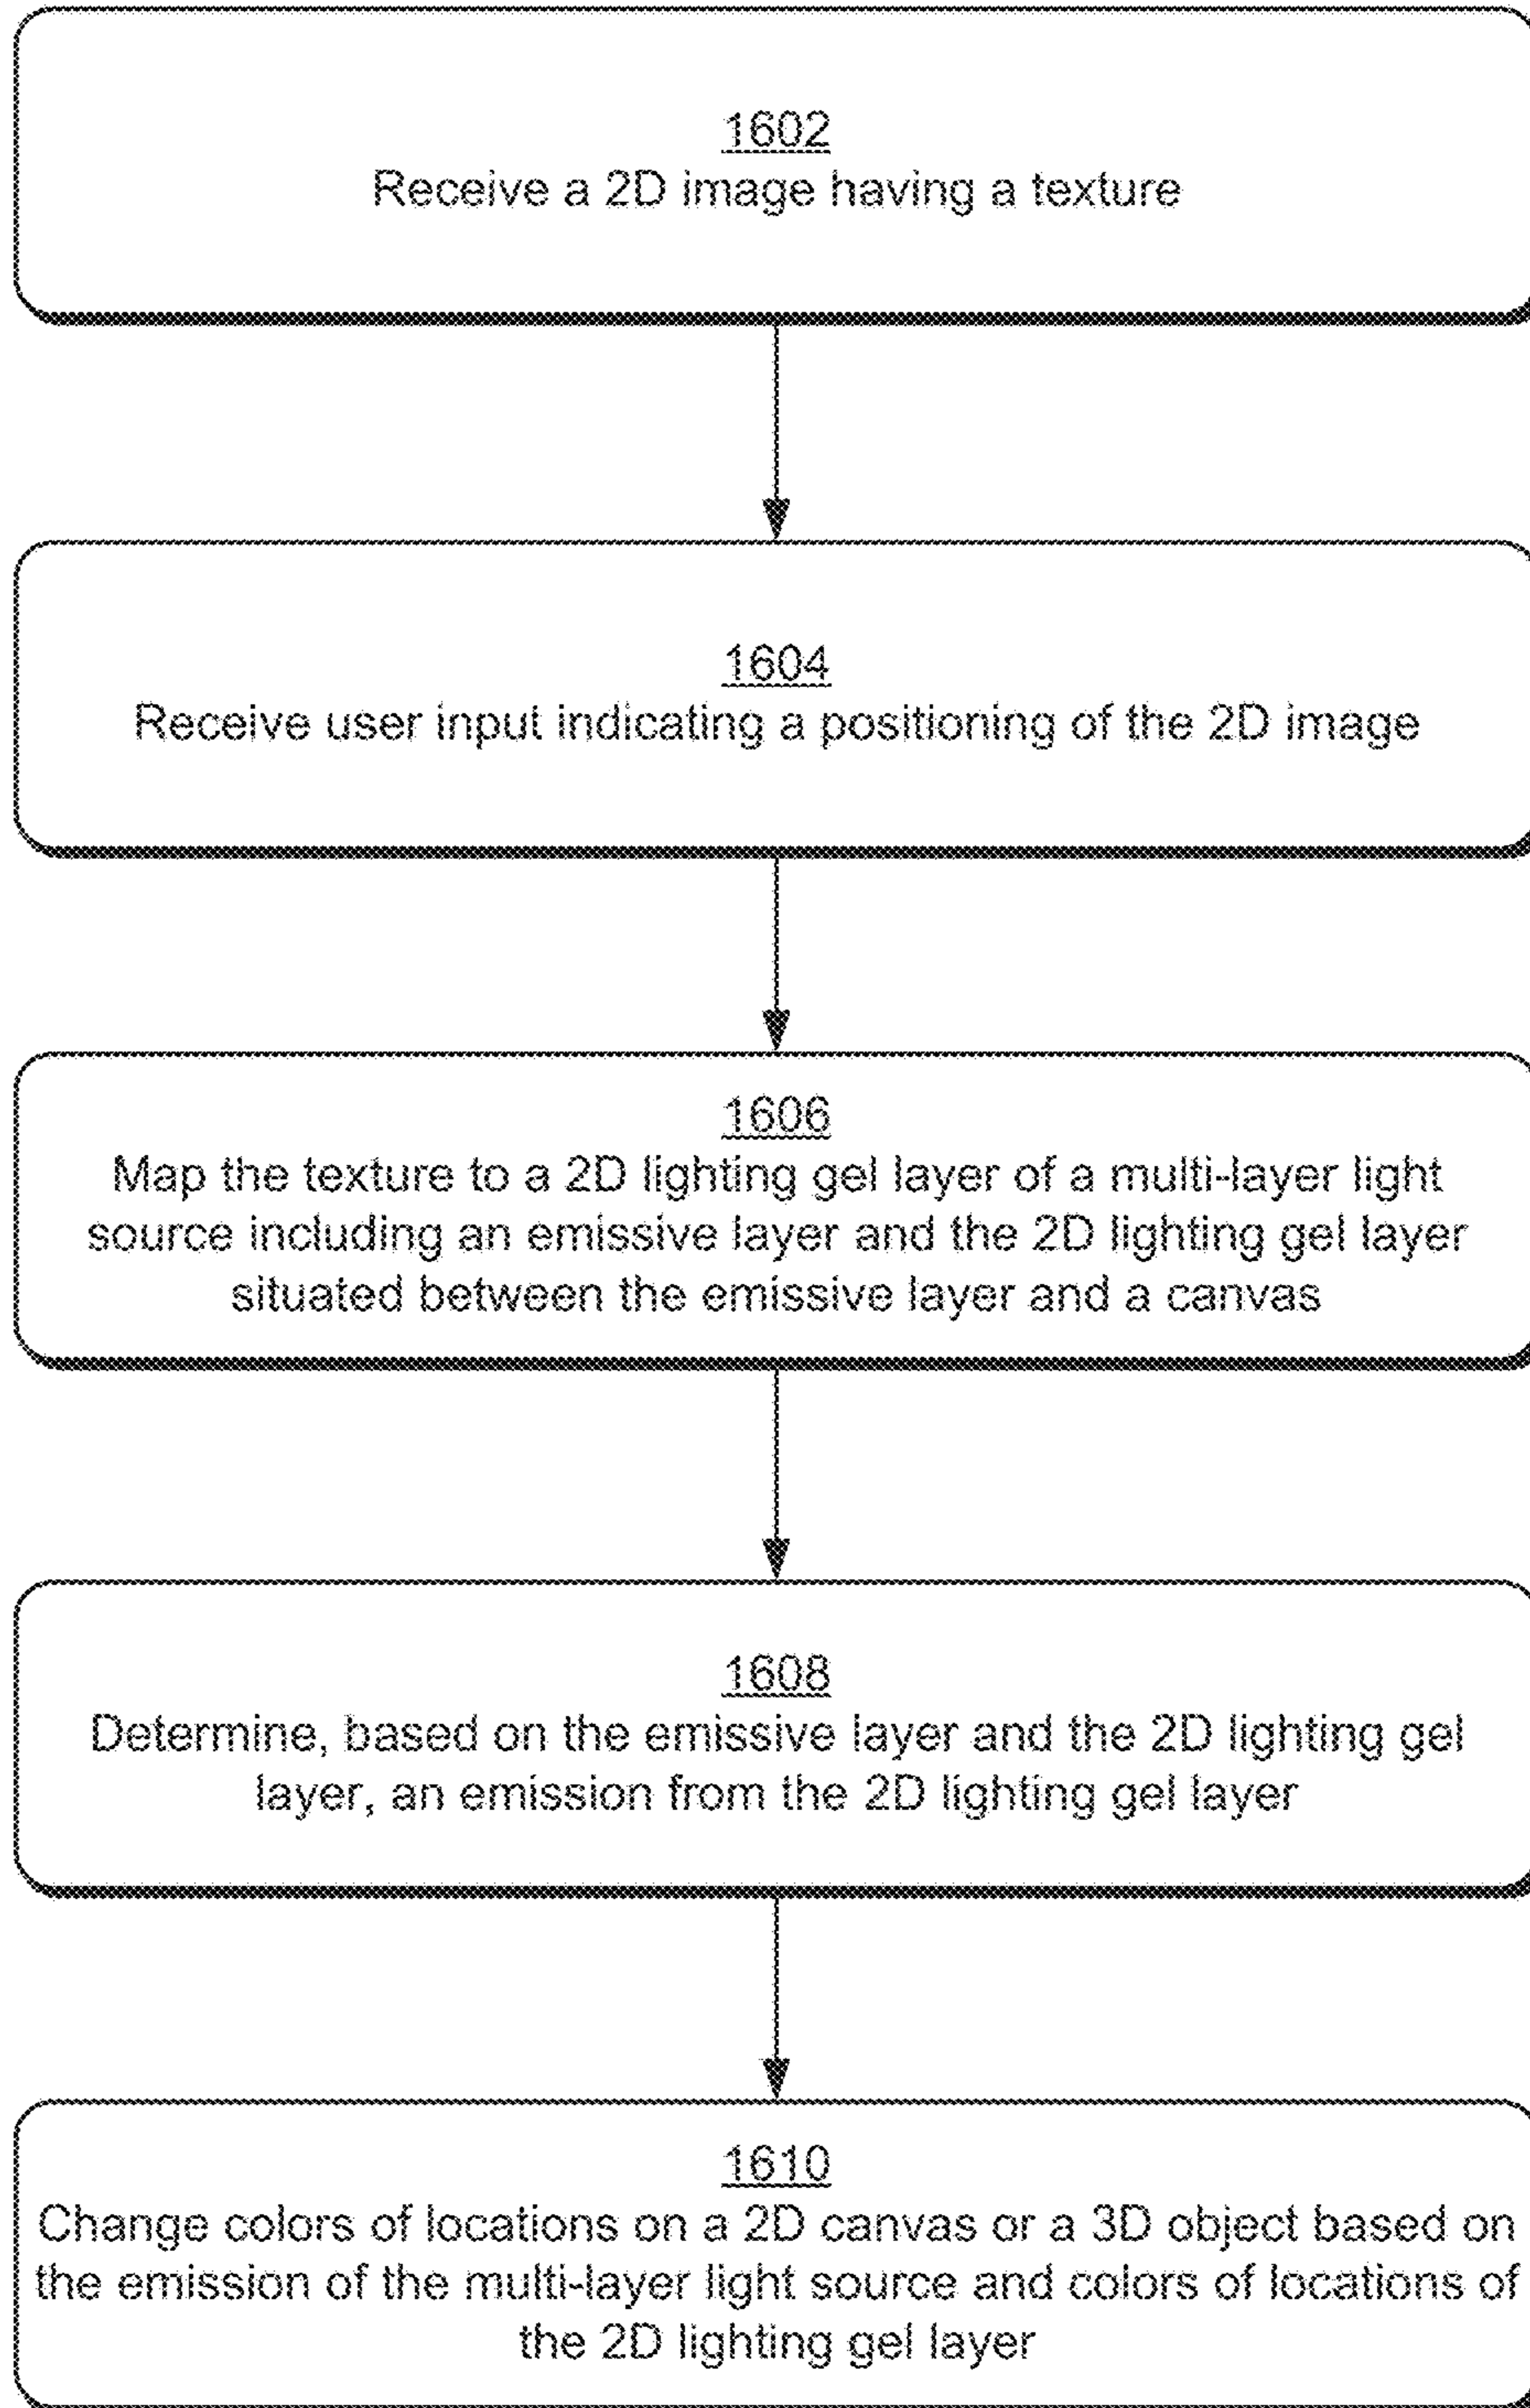 1602
Receive a 2D image having a texture
1604
Receive user input indicating a positioning of the 2D image
1606
Map the texture to a 2D lighting gel layer of a multi-layer light
source including an emissive layer and the 2D lighting gel layer
situated between the emissive layer and a canvas
1608
Determine, based on the emissive layer and the 2D lighting gel
layer, an emission from the 2D lighting gel layer
1610
Change colors of locations on a 2D canvas or a 3D object based on
the emission of the multi-layer light source and colors of locations of
the 2D lighting gel layer